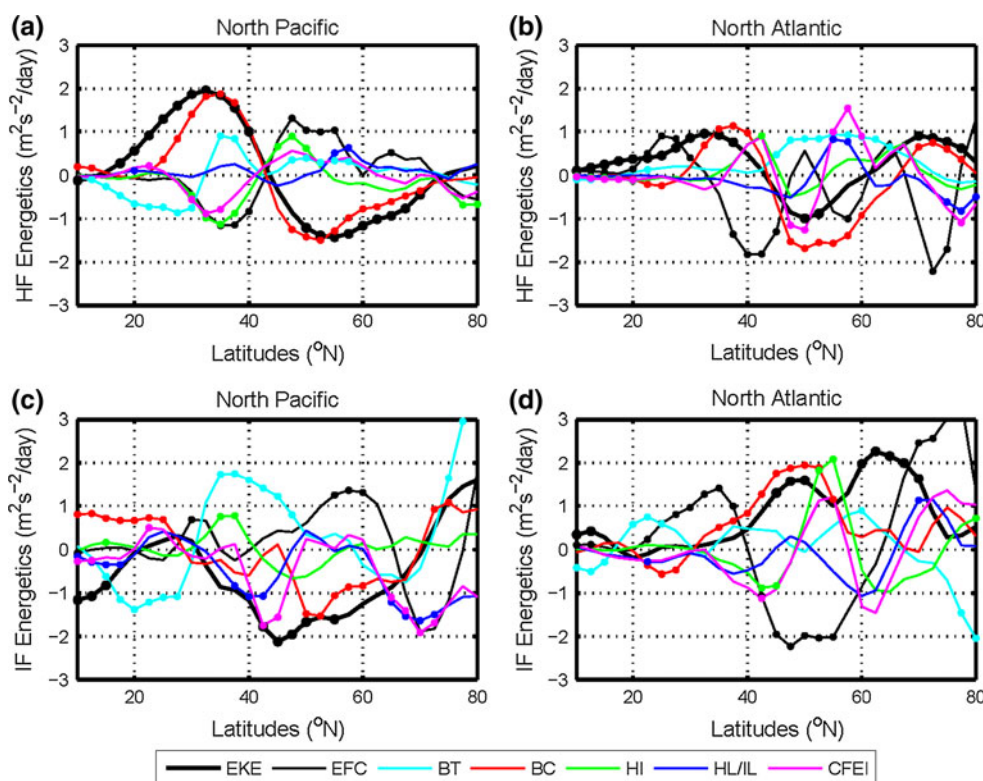 (a) North Pacific
HF Energetics (m²s⁻²/day)
3
2
1
0
−1
−2
−3
20 40 60 80
Latitudes (°N)
(b) North Atlantic
HF Energetics (m²s⁻²/day)
3
2
1
0
−1
−2
−3
20 40 60 80
Latitudes (°N)
(c) North Pacific
IF Energetics (m²s⁻²/day)
3
2
1
0
−1
−2
−3
20 40 60 80
Latitudes (°N)
(d) North Atlantic
IF Energetics (m²s⁻²/day)
3
2
1
0
−1
−2
−3
20 40 60 80
Latitudes (°N)
EKE EFC BT BC HI HL/IL CFEI